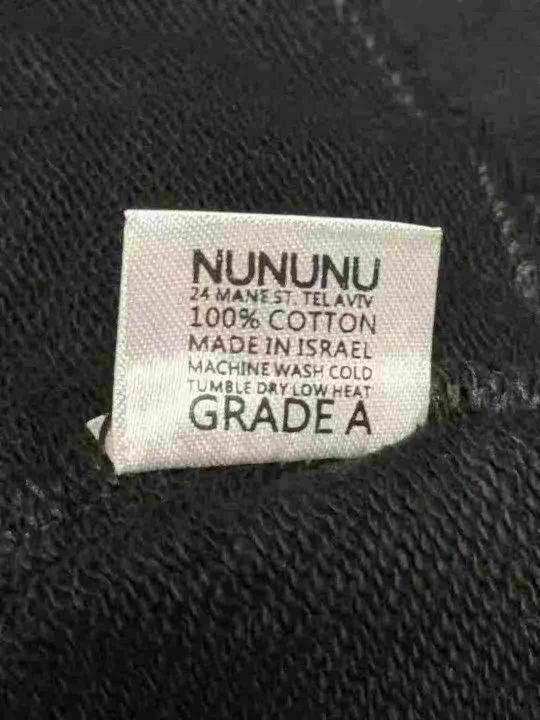 NUNUNU
24 MANE ST. TEL AVIV
100% COTTON
MADE IN ISRAEL
MACHINE WASH COLD
TUMBLE DRY LOW HEAT
GRADE A